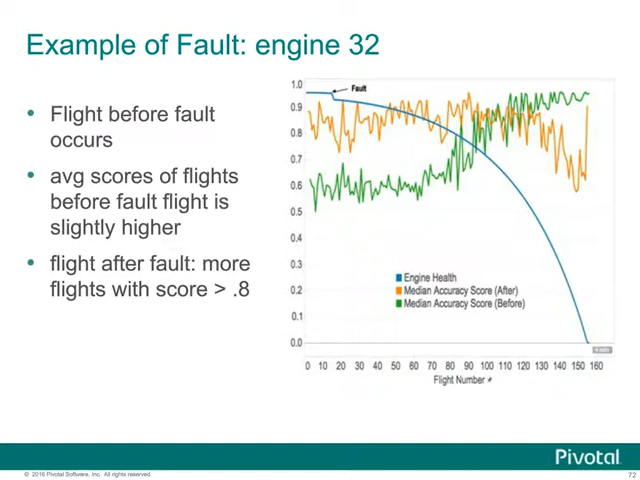 Example of Fault: engine 32
• Flight before fault
occurs
• avg scores of flights
before fault flight is
slightly higher
• flight after fault: more
flights with score > .8
Fault
1.0
0.9
0.8
0.7
0.6
0.5
0.4
0.3
0.2
0.1
0.0
Engine Health
Median Accuracy Score (After)
Median Accuracy Score (Before)
0 10 20 30 40 50 60 70 80 90 100 110 120 130 140 150 160
Flight Number
© 2016 Pivotal Software, Inc. All rights reserved.
Pivotal
72